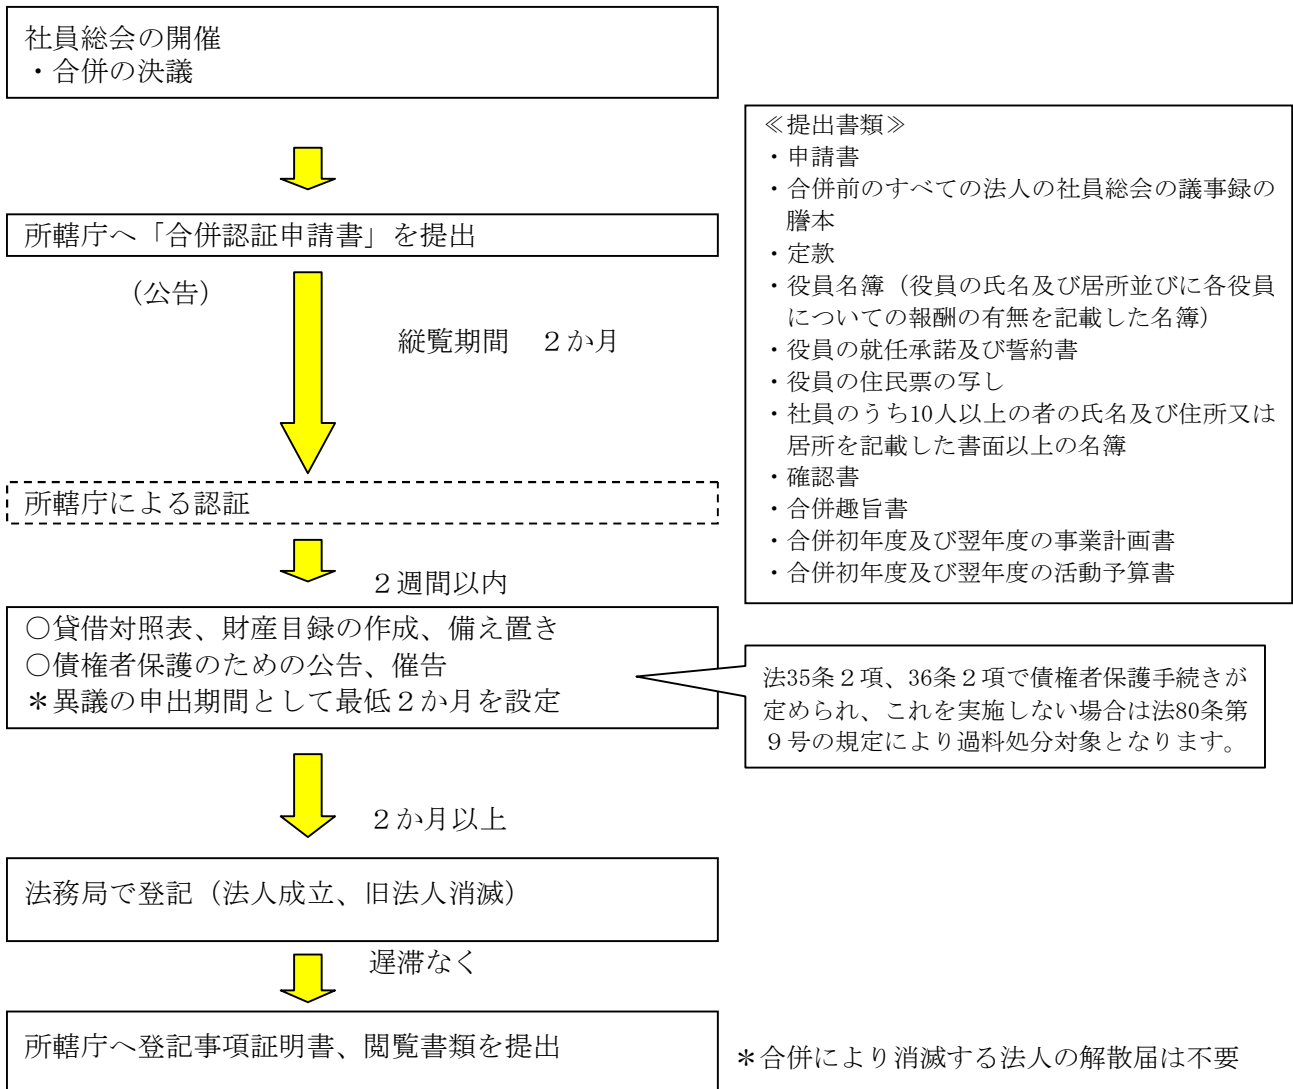 社員総会の開催
・合併の決議
所轄庁へ「合併認証申請書」を提出
（公告）
縦覧期間　２か月
所轄庁による認証
２週間以内
○貸借対照表、財産目録の作成、備え置き
○債権者保護のための公告、催告
＊異議の申出期間として最低２か月を設定
２か月以上
法務局で登記（法人成立、旧法人消滅）
遅滞なく
所轄庁へ登記事項証明書、閲覧書類を提出
≪提出書類≫
・申請書
・合併前のすべての法人の社員総会の議事録の
謄本
・定款
・役員名簿（役員の氏名及び居所並びに各役員
についての報酬の有無を記載した名簿）
・役員の就任承諾及び誓約書
・役員の住民票の写し
・社員のうち10人以上の者の氏名及び住所又は
居所を記載した書面以上の名簿
・確認書
・合併趣旨書
・合併初年度及び翌年度の事業計画書
・合併初年度及び翌年度の活動予算書
法35条２項、36条２項で債権者保護手続きが
定められ、これを実施しない場合は法80条第
９号の規定により過料処分対象となります。
＊合併により消滅する法人の解散届は不要